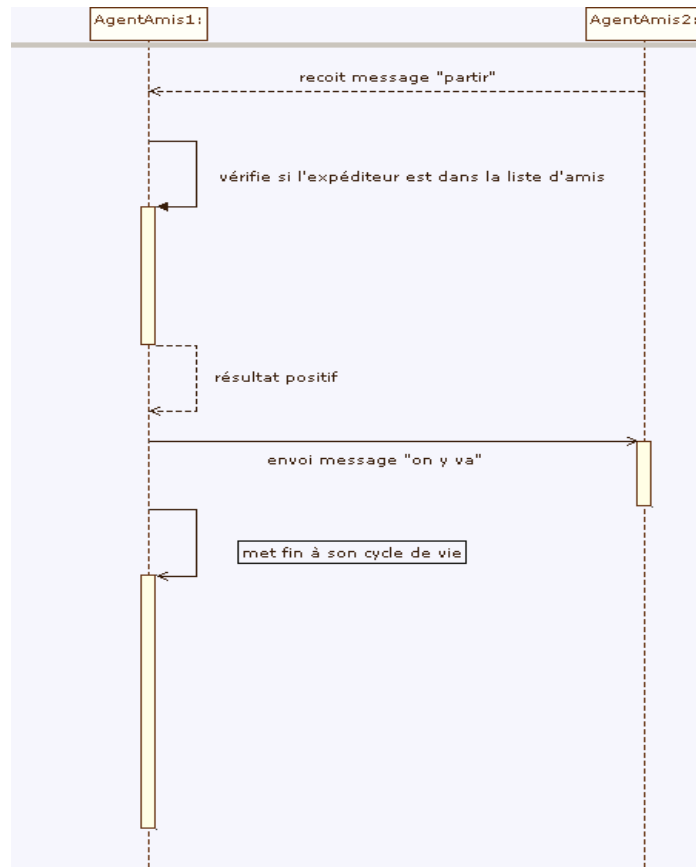 AgentAmis1:
AgentAmis2:
recoit message "partir"
vérifie si l'expéditeur est dans la liste d'amis
résultat positif
envoi message "on y va"
met fin à son cycle de vie